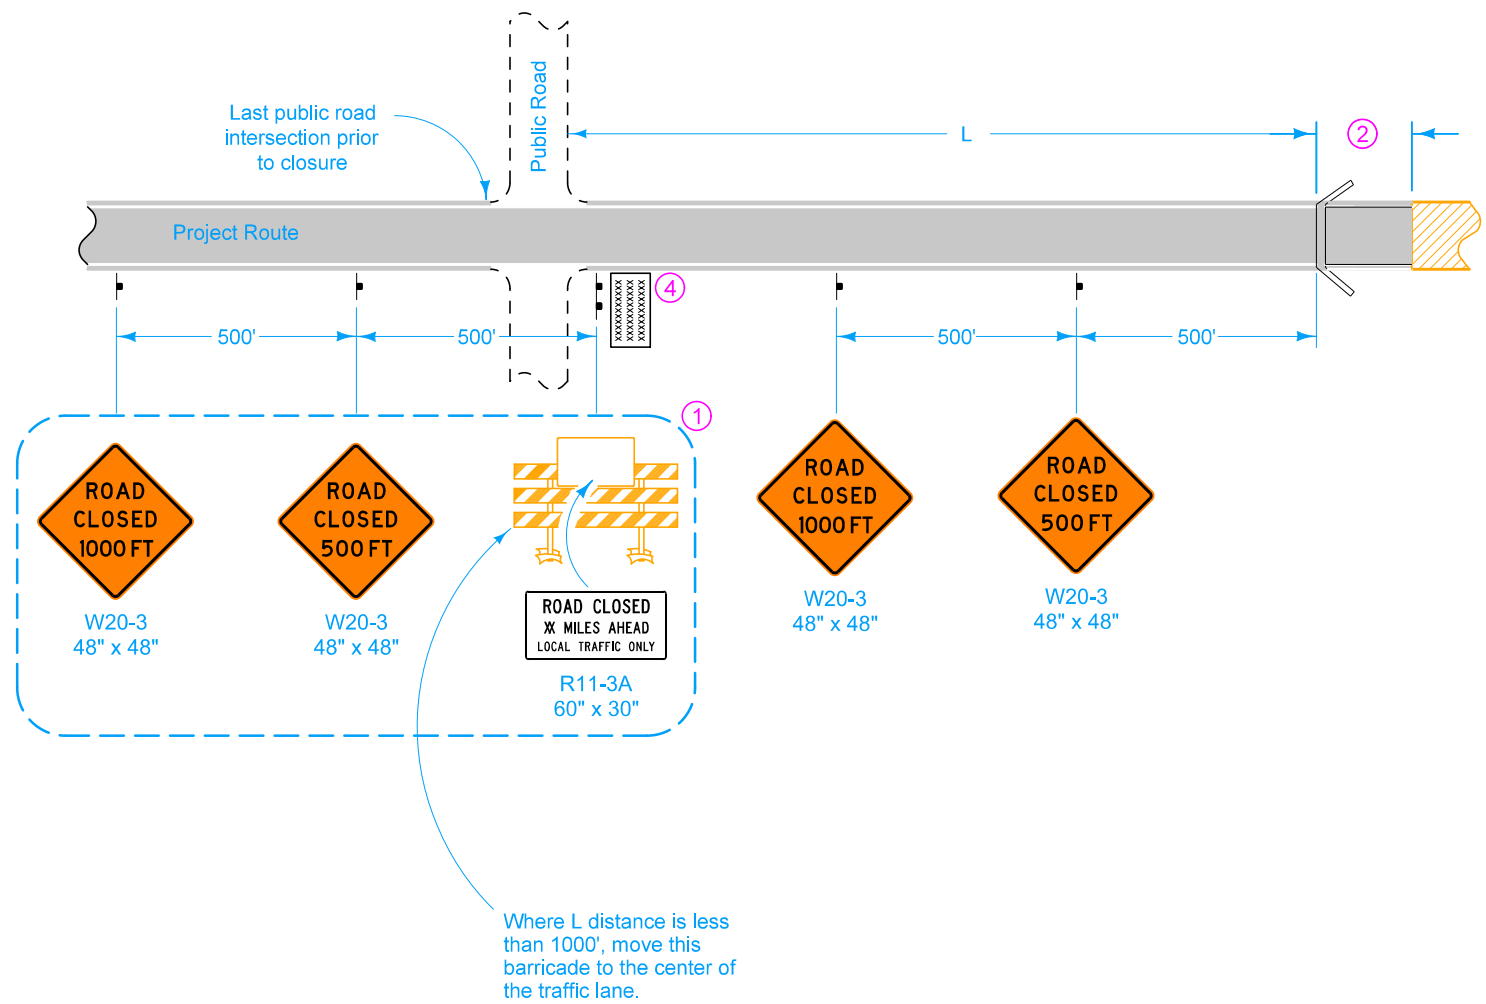 Public Road
Last public road
intersection prior
to closure
L
2
Project Route
4
500'
500'
500'
500'
1
ROAD
CLOSED
1000 FT
W20-3
48" x 48"
ROAD
CLOSED
500 FT
W20-3
48" x 48"
ROAD CLOSED
XX MILES AHEAD
LOCAL TRAFFIC ONLY
R11-3A
60" x 30"
ROAD
CLOSED
1000 FT
W20-3
48" x 48"
ROAD
CLOSED
500 FT
W20-3
48" x 48"
Where L distance is less
than 1000', move this
barricade to the center of
the traffic lane.